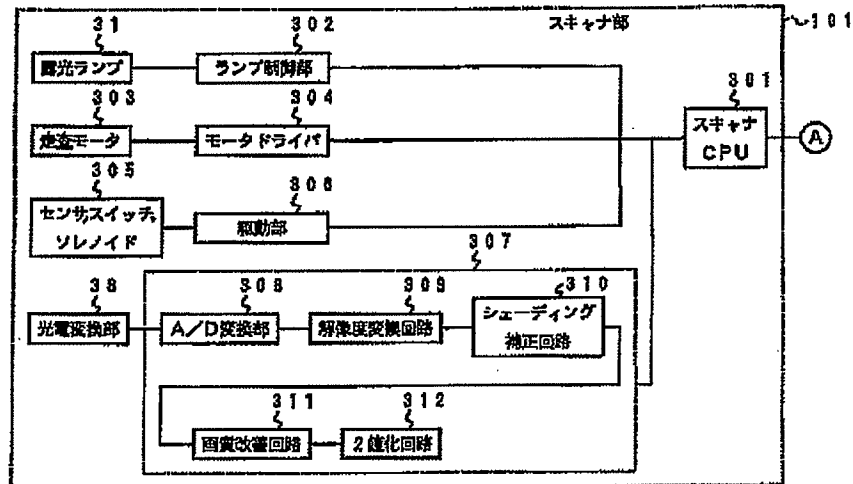 スキャナ部
101
31
302
露光ランプ
ランプ制御部
303
304
301
走査モータ
モータドライバ
スキャナ
CPU
A
305
306
センサ,スイッチ,
ソレノイド
駆動部
307
38
308
309
310
光電変換部
A/D変換部
解像度変換回路
シェーディング
補正回路
311
312
画質改善回路
2値化回路